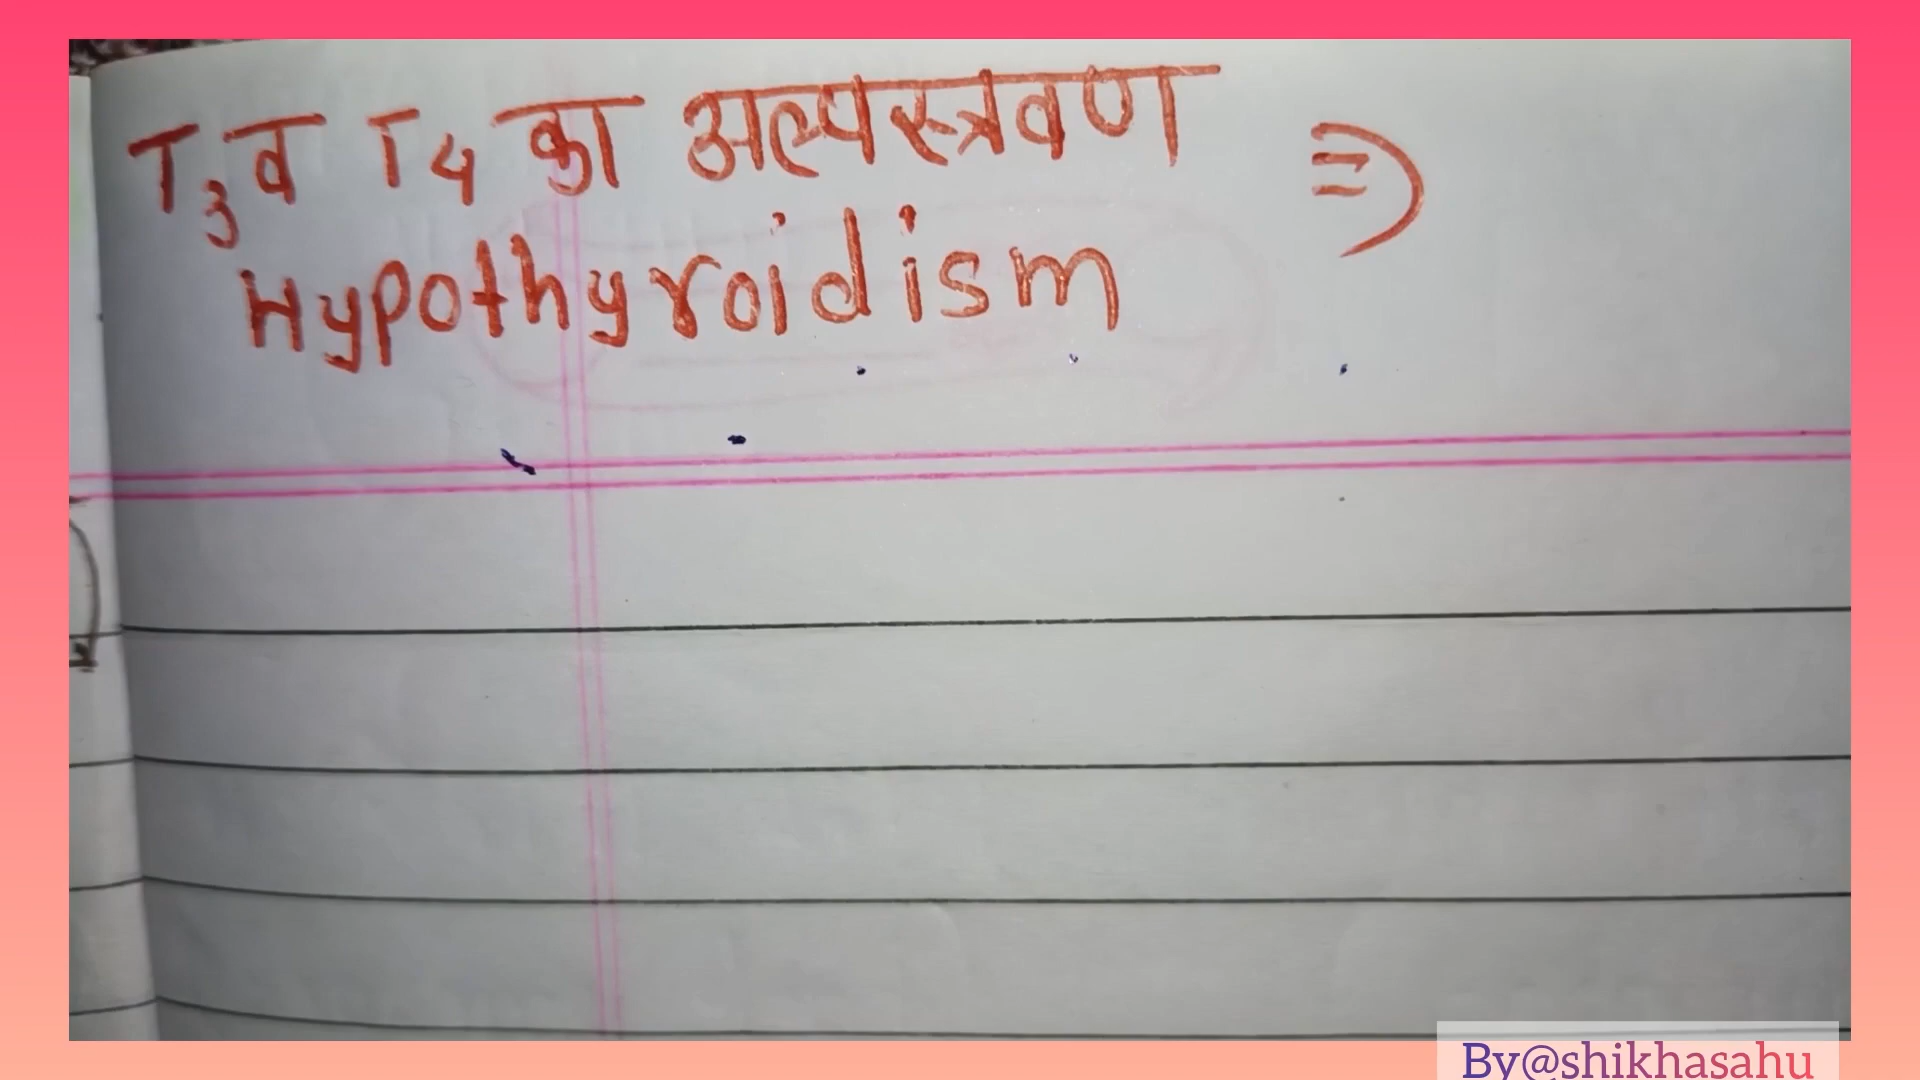 T₃ व T₄ का अल्पस्त्रवण ⇒
Hypothyroidism
By@shikhasahu